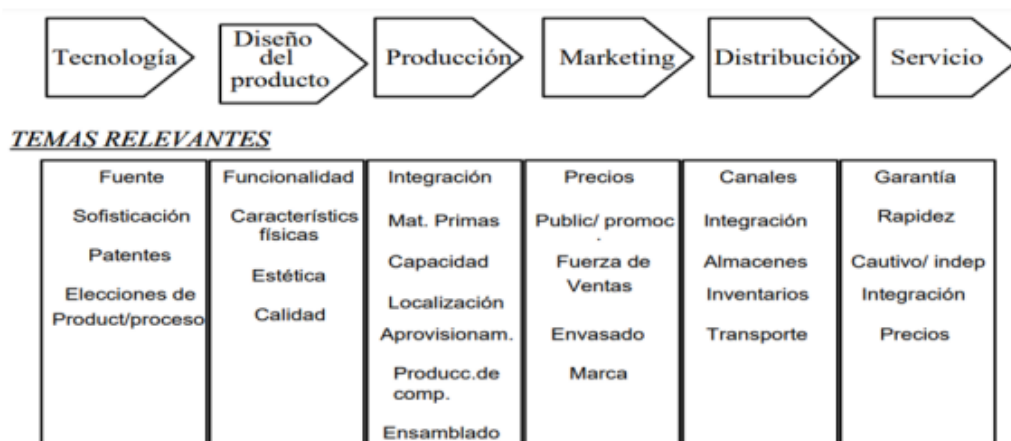 Tecnología
Diseño
del
producto
Producción
Marketing
Distribución
Servicio
TEMAS RELEVANTES
Fuente
Sofisticación
Patentes
Elecciones de
Product/proceso
Funcionalidad
Característics
físicas
Estética
Calidad
Integración
Mat. Primas
Capacidad
Localización
Aprovisionam.
Producc.de
comp.
Ensamblado
Precios
Public/ promoc
.
Fuerza de
Ventas
Envasado
Marca
Canales
Integración
Almacenes
Inventarios
Transporte
Garantía
Rapidez
Cautivo/ indep
Integración
Precios